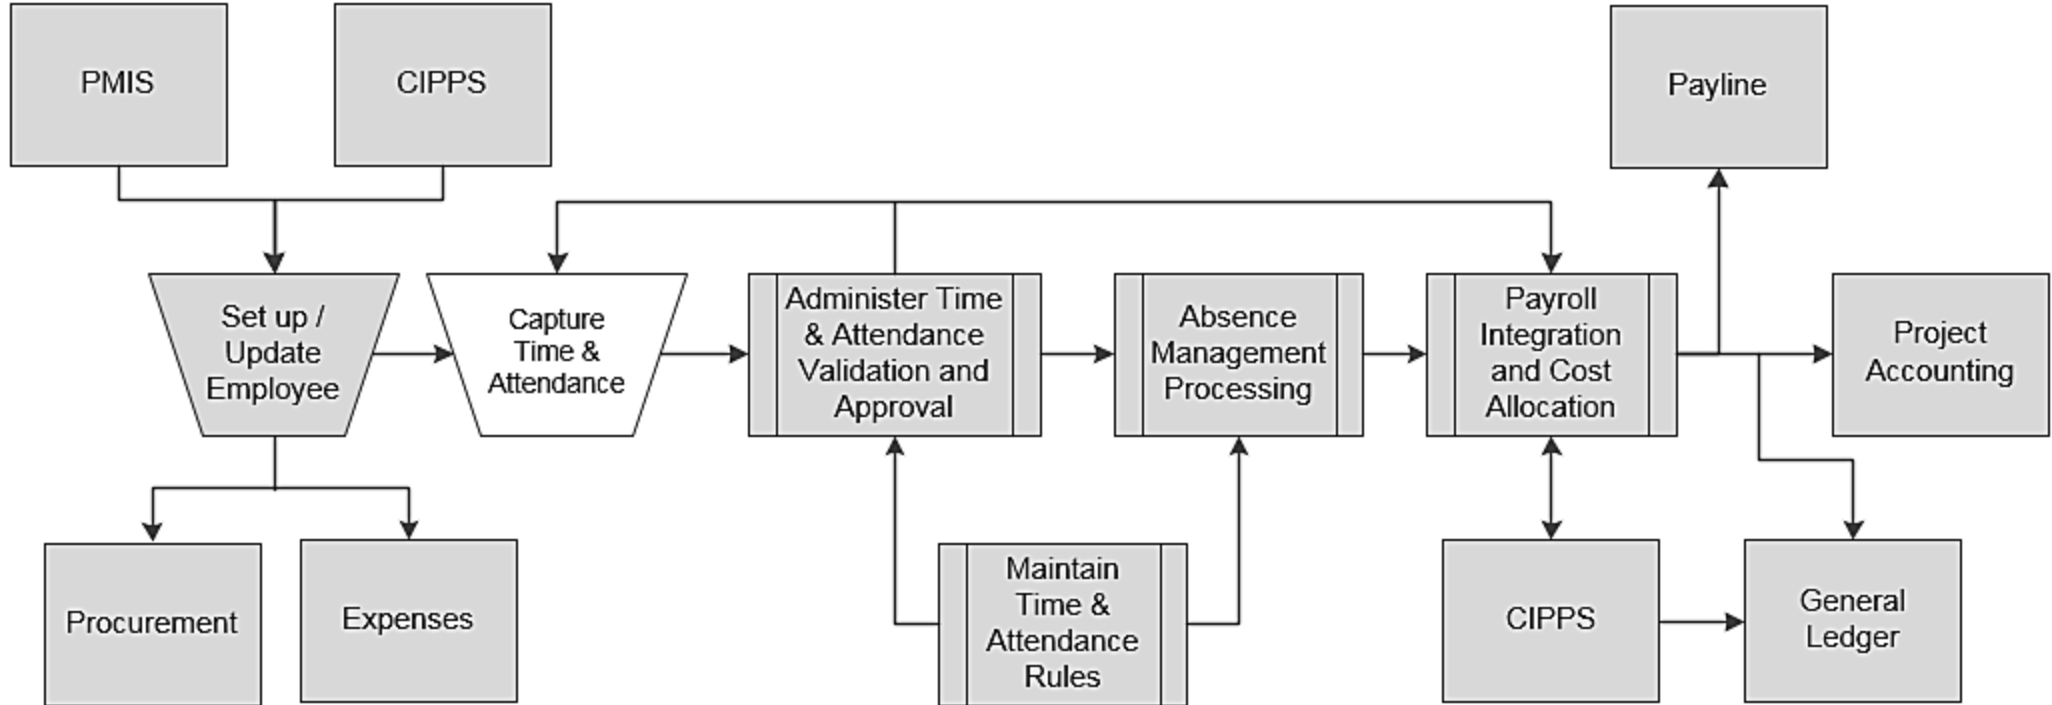 PMIS
CIPPS
Payline
Set up /
Update
Employee
Capture
Time &
Attendance
Administer Time
& Attendance
Validation and
Approval
Absence
Management
Processing
Payroll
Integration
and Cost
Allocation
Project
Accounting
Procurement
Expenses
Maintain
Time &
Attendance
Rules
CIPPS
General
Ledger